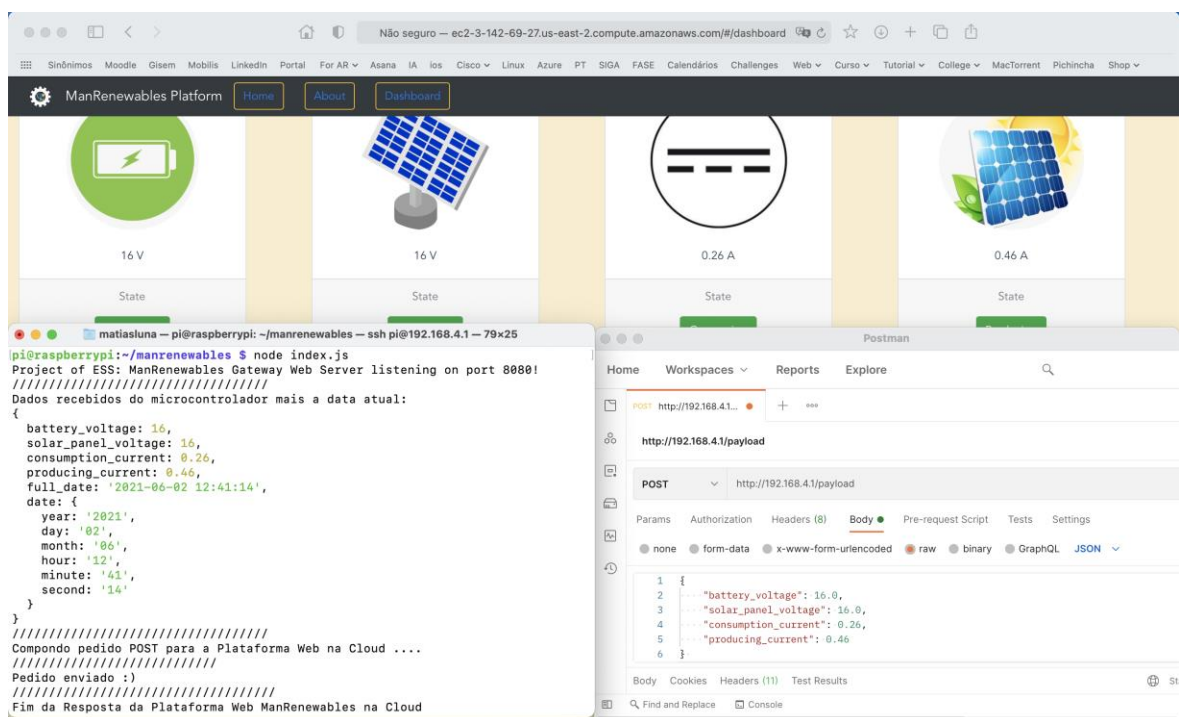 Não seguro — ec2-3-142-69-27.us-east-2.compute.amazonaws.com/#/dashboard
Sinônimos Moodle Gisem Mobilis LinkedIn Portal For AR Asana IA ios Cisco Linux Azure PT SIGA FASE Calendários Challenges Web Curso Tutorial College MacTorrent Pichincha Shop
ManRenewables Platform Home About Dashboard
16 V 16 V 0.26 A 0.46 A
State State State State
matiasluna — pi@raspberrypi: ~/manrenewables — ssh pi@192.168.4.1 — 79×25
pi@raspberrypi:~/manrenewables $ node index.js
Project of ESS: ManRenewables Gateway Web Server listening on port 8080!
///////////////////////////////////
Dados recebidos do microcontrolador mais a data atual:
{
battery_voltage: 16,
solar_panel_voltage: 16,
consumption_current: 0.26,
producing_current: 0.46,
full_date: '2021-06-02 12:41:14',
date: {
year: '2021',
day: '02',
month: '06',
hour: '12',
minute: '41',
second: '14'
}
}
///////////////////////////////////
Compondo pedido POST para a Plataforma Web na Cloud ....
////////////////////////////
Pedido enviado :)
////////////////////////////////////
Fim da Resposta da Plataforma Web ManRenewables na Cloud
Postman
Home Workspaces Reports Explore
POST http://192.168.4.1...
http://192.168.4.1/payload
POST http://192.168.4.1/payload
Params Authorization Headers (8) Body Pre-request Script Tests Settings
none form-data x-www-form-urlencoded raw binary GraphQL JSON
1 {
2 "battery_voltage": 16.0,
3 "solar_panel_voltage": 16.0,
4 "consumption_current": 0.26,
5 "producing_current": 0.46
6 }
Body Cookies Headers (11) Test Results
Find and Replace Console